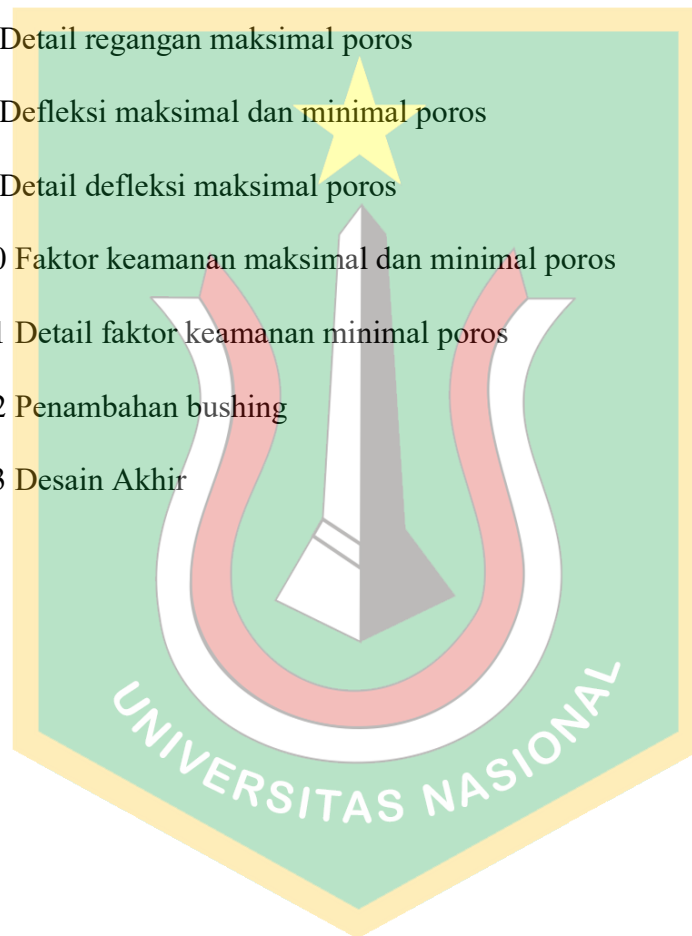 Detail regangan maksimal poros
Defleksi maksimal dan minimal poros
Detail defleksi maksimal poros
0 Faktor keamanan maksimal dan minimal poros
1 Detail faktor keamanan minimal poros
2 Penambahan bushing
3 Desain Akhir
UNIVERSITAS NASIONAL